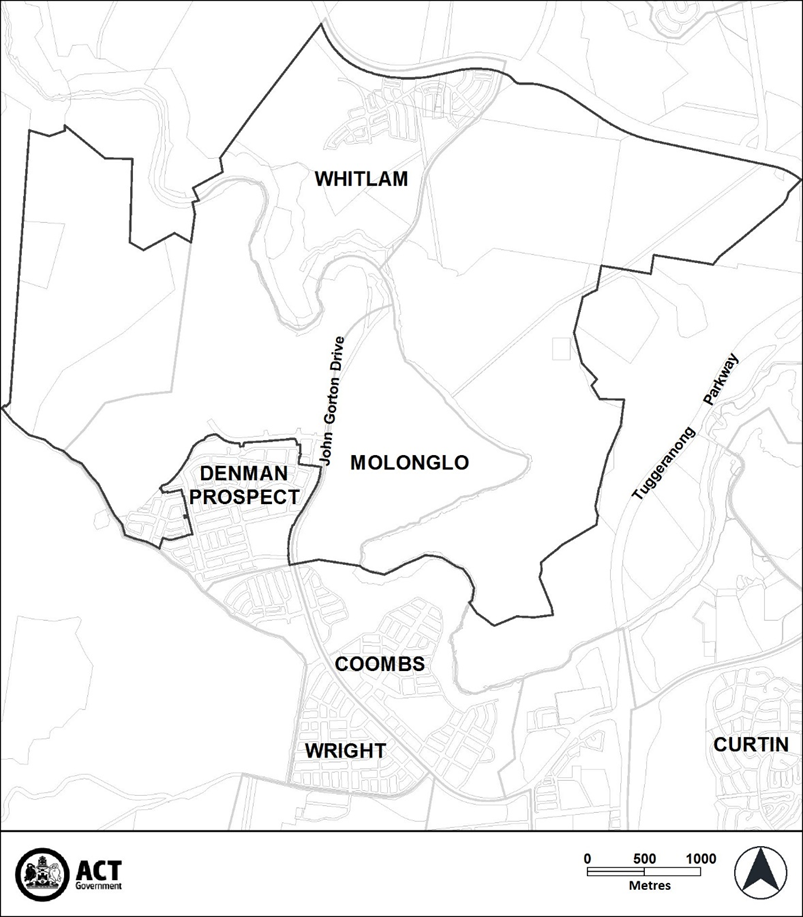 WHITLAM
John Gorton Drive
Tuggeranong Parkway
DENMAN
PROSPECT
MOLONGLO
COOMBS
WRIGHT
CURTIN
ACT
Government
0 500 1000
Metres